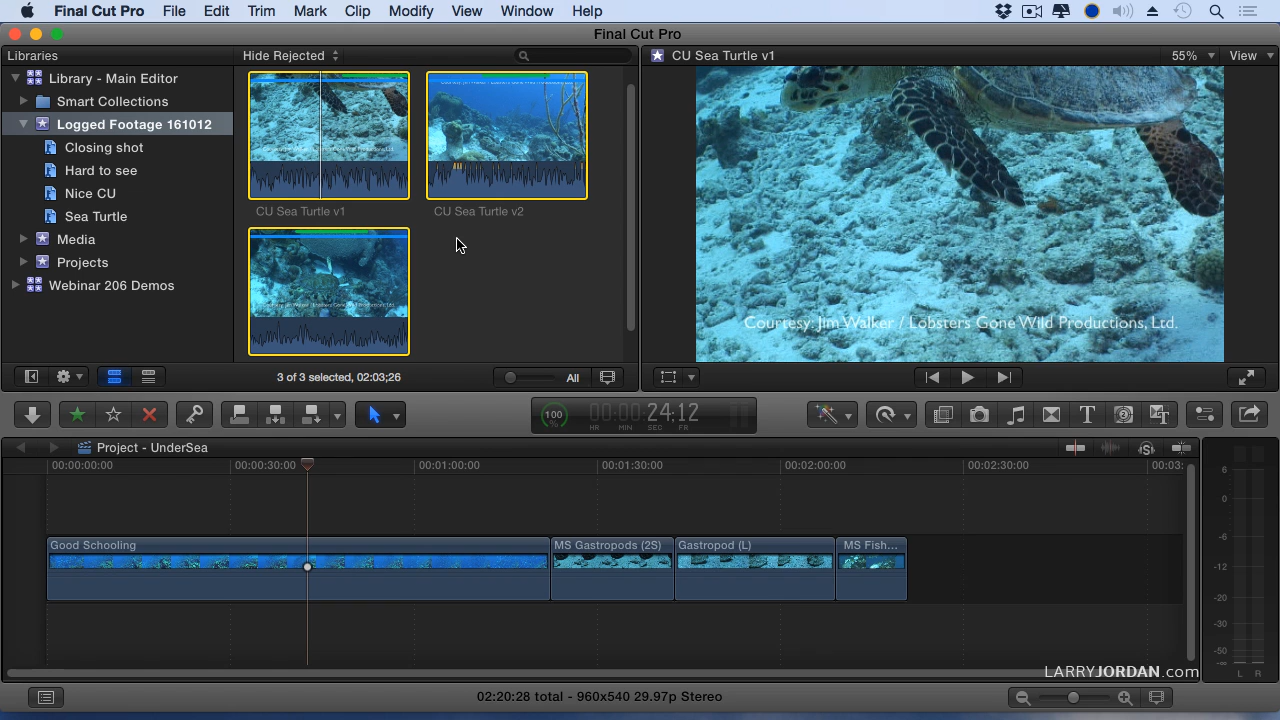 Final Cut Pro File Edit Trim Mark Clip Modify View Window Help
Final Cut Pro
Libraries
Hide Rejected
CU Sea Turtle v1
55%
View
Library - Main Editor
Smart Collections
Logged Footage 161012
Closing shot
Hard to see
Nice CU
Sea Turtle
Media
Projects
Webinar 206 Demos
CU Sea Turtle v1
CU Sea Turtle v2
Courtesy: Jim Walker / Lobsters Gone Wild Productions, Ltd.
3 of 3 selected, 02:03;26
All
100
%
00:00:24:12
HR MIN SEC FR
Project - UnderSea
00:00:00:00
00:00:30:00
00:01:00:00
00:01:30:00
00:02:00:00
00:02:30:00
00:03:
Good Schooling
MS Gastropods (2S)
Gastropod (L)
MS Fish...
6
0
-6
-12
-20
-30
-50
-∞
L R
LARRYJORDAN.com
02:20:28 total - 960x540 29.97p Stereo